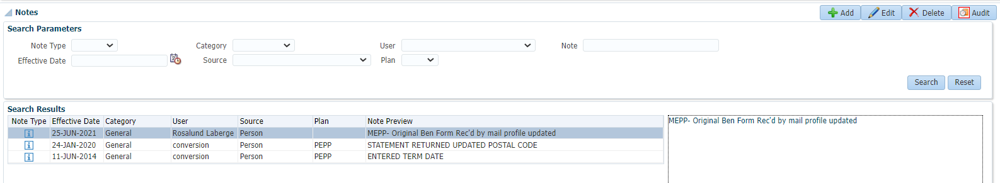 Notes Add Edit Delete Audit
Search Parameters
Note Type Category User Note
Effective Date Source Plan
Search Reset
Search Results
Note Type Effective Date Category User Source Plan Note Preview
25-JUN-2021 General Rosalund Laberge Person MEPP- Original Ben Form Rec'd by mail profile updated MEPP- Original Ben Form Rec'd by mail profile updated
24-JAN-2020 General conversion Person PEPP STATEMENT RETURNED UPDATED POSTAL CODE
11-JUN-2014 General conversion Person PEPP ENTERED TERM DATE